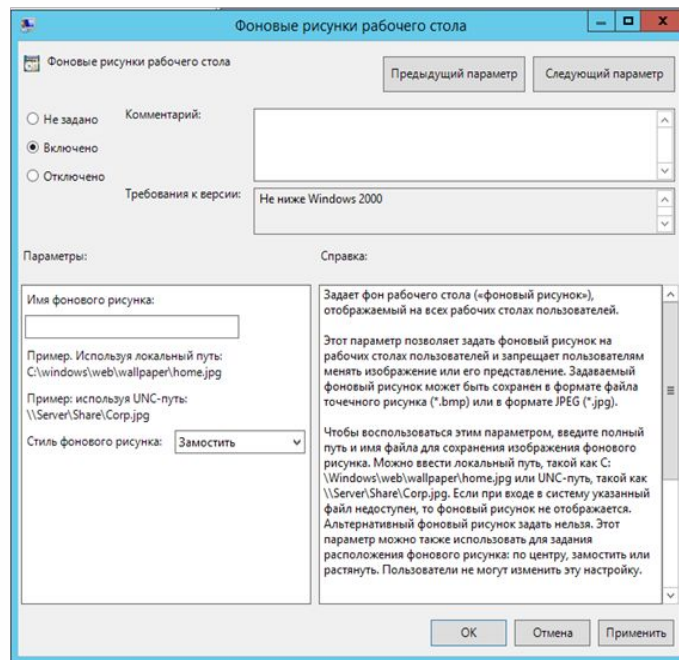 Фоновые рисунки рабочего стола
Фоновые рисунки рабочего стола
Предыдущий параметр
Следующий параметр
Не задано
Включено
Отключено
Комментарий:
Требования к версии:
Не ниже Windows 2000
Параметры:
Справка:
Имя фонового рисунка:
Пример. Используя локальный путь:
C:\windows\web\wallpaper\home.jpg
Пример: используя UNC-путь:
\\Server\Share\Corp.jpg
Стиль фонового рисунка:
Замостить
Задает фон рабочего стола («фоновый рисунок»),
отображаемый на всех рабочих столах пользователей.
Этот параметр позволяет задать фоновый рисунок на
рабочих столах пользователей и запрещает пользователям
менять изображение или его представление. Задаваемый
фоновый рисунок может быть сохранен в формате файла
точечного рисунка (*.bmp) или в формате JPEG (*.jpg).
Чтобы воспользоваться этим параметром, введите полный
путь и имя файла для сохранения изображения фонового
рисунка. Можно ввести локальный путь, такой как C:
\Windows\web\wallpaper\home.jpg или UNC-путь, такой как
\\Server\Share\Corp.jpg. Если при входе в систему указанный
файл недоступен, то фоновый рисунок не отображается.
Альтернативный фоновый рисунок задать нельзя. Этот
параметр можно также использовать для задания
расположения фонового рисунка: по центру, замостить или
растянуть. Пользователи не могут изменить эту настройку.
ОК
Отмена
Применить